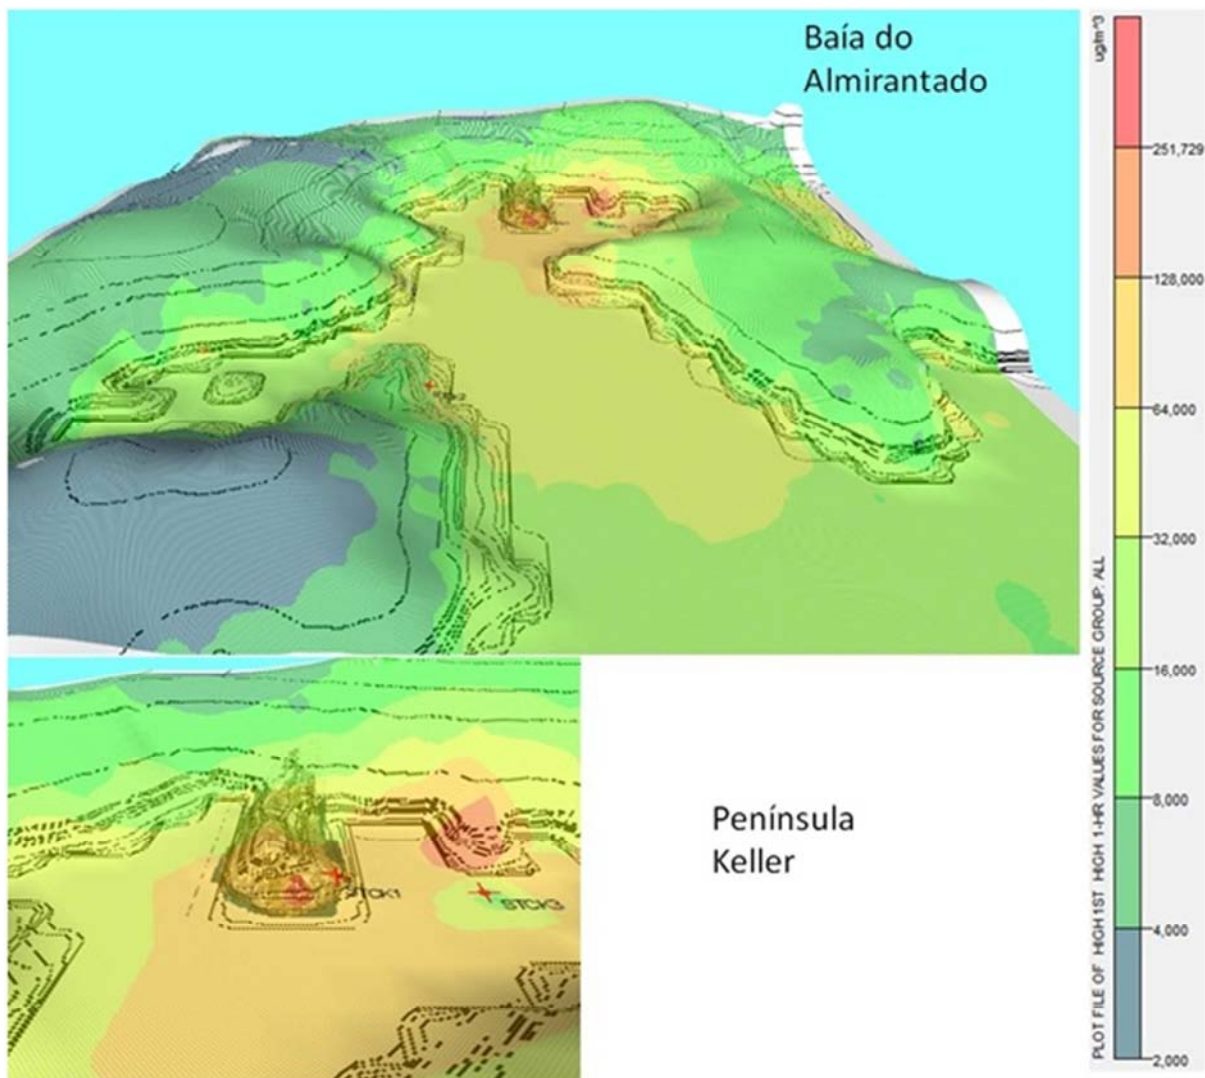 Baía do
Almirantado
ug/m^3
251,729
128,000
64,000
32,000
16,000
8,000
4,000
2,000
PLOT FILE OF HIGH 1ST HIGH 1-HR VALUES FOR SOURCE GROUP: ALL
STCK1
STCK3
Península
Keller